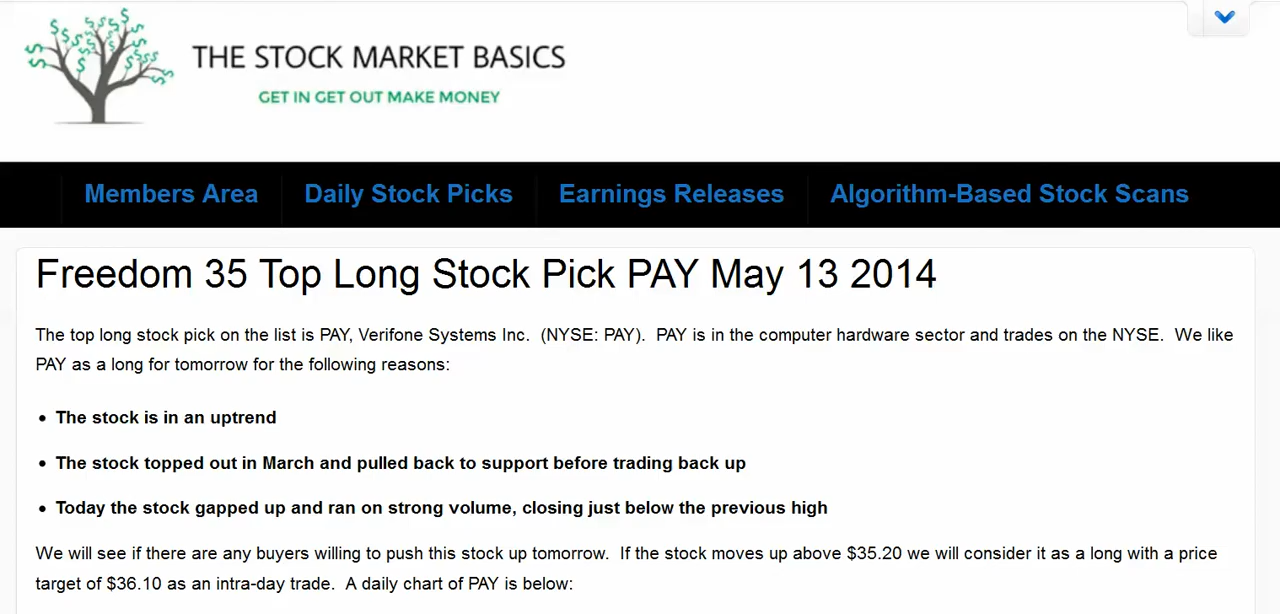 THE STOCK MARKET BASICS
GET IN GET OUT MAKE MONEY
Members Area Daily Stock Picks Earnings Releases Algorithm-Based Stock Scans
Freedom 35 Top Long Stock Pick PAY May 13 2014
The top long stock pick on the list is PAY, Verifone Systems Inc.  (NYSE: PAY).  PAY is in the computer hardware sector and trades on the NYSE.  We like
PAY as a long for tomorrow for the following reasons:
• The stock is in an uptrend
• The stock topped out in March and pulled back to support before trading back up
• Today the stock gapped up and ran on strong volume, closing just below the previous high
We will see if there are any buyers willing to push this stock up tomorrow.  If the stock moves up above $35.20 we will consider it as a long with a price
target of $36.10 as an intra-day trade.  A daily chart of PAY is below: